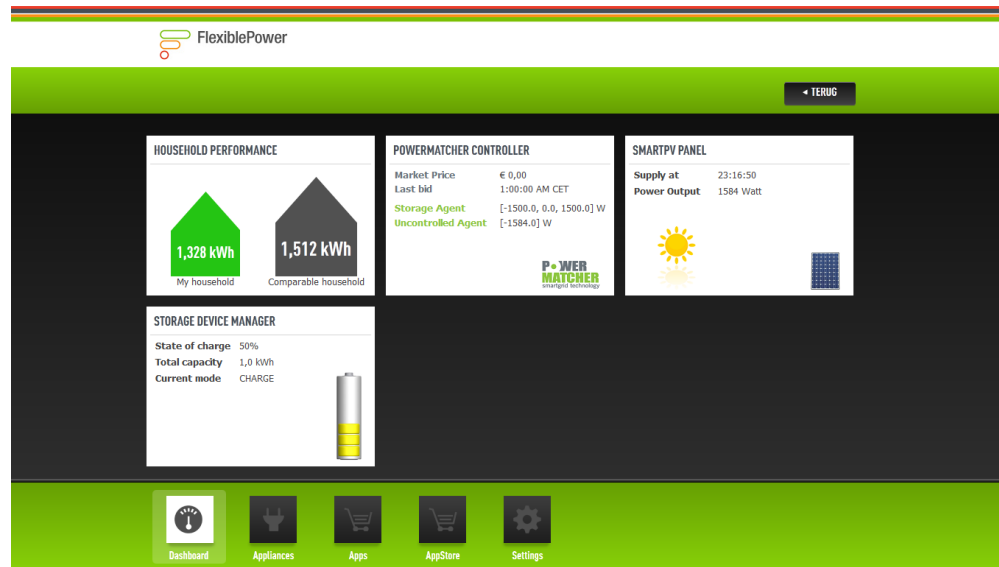 FlexiblePower
◄ TERUG
HOUSEHOLD PERFORMANCE
1,328 kWh
1,512 kWh
My household
Comparable household
POWERMATCHER CONTROLLER
Market Price € 0,00
Last bid 1:00:00 AM CET
Storage Agent [-1500.0, 0.0, 1500.0] W
Uncontrolled Agent [-1584.0] W
P WER
MATCHER
smartgrid technology
SMARTPV PANEL
Supply at 23:16:50
Power Output 1584 Watt
STORAGE DEVICE MANAGER
State of charge 50%
Total capacity 1,0 kWh
Current mode CHARGE
Dashboard
Appliances
Apps
AppStore
Settings